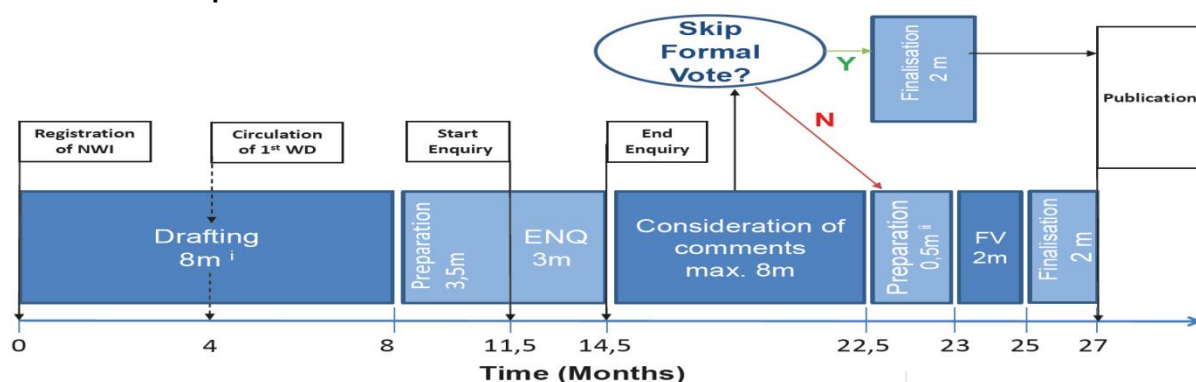 Skip
Formal
Vote?
Y
N
Finalisation
2 m
Publication
Registration
of NWI
Circulation
of 1st WD
Start
Enquiry
End
Enquiry
Drafting
8m i
Preparation
3,5m
ENQ
3m
Consideration of
comments
max. 8m
Preparation
0,5m ii
FV
2m
Finalisation
2 m
0
4
8
11,5
14,5
22,5
23
25
27
Time (Months)